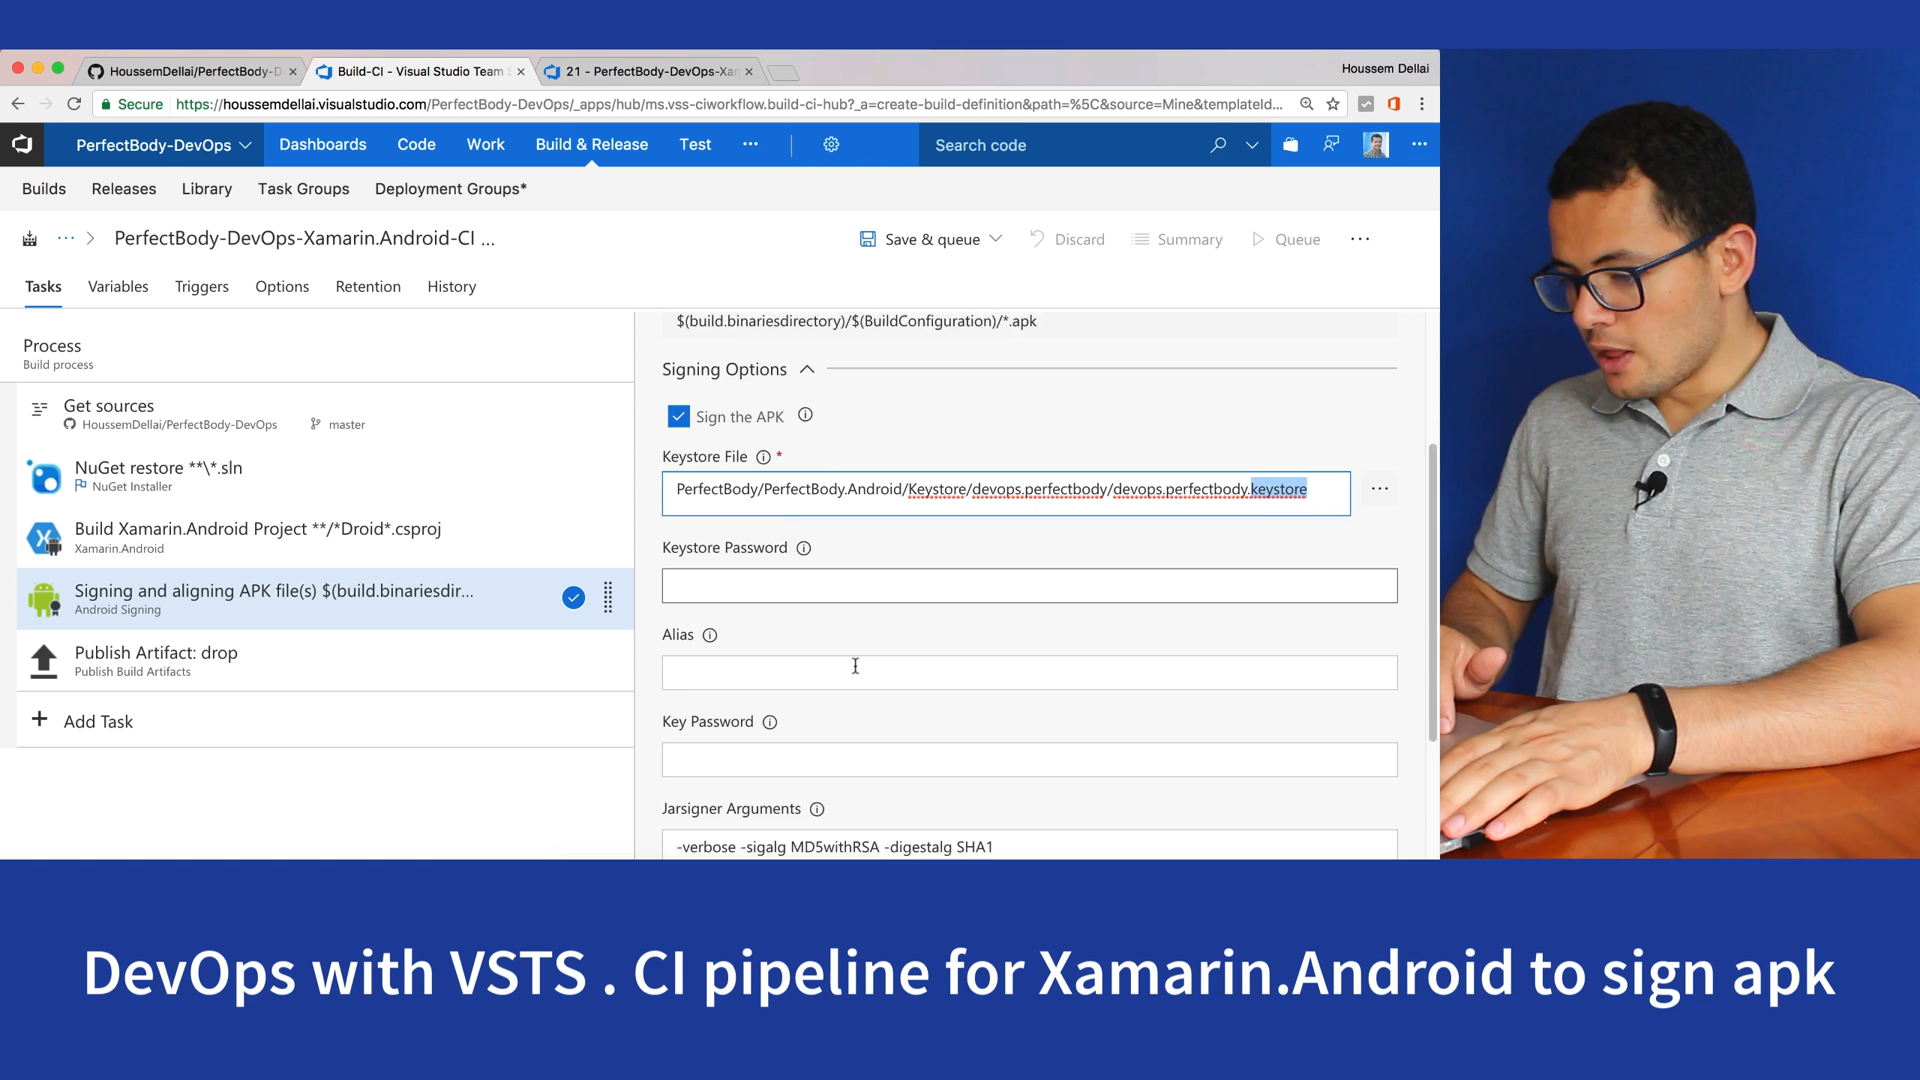 HoussemDellai/PerfectBody-D
Build-CI - Visual Studio Team S
21 - PerfectBody-DevOps-Xam
Houssem Dellai
Secure https://houssemdellai.visualstudio.com/PerfectBody-DevOps/_apps/hub/ms.vss-ciworkflow.build-ci-hub?_a=create-build-definition&path=%5C&source=Mine&templateId...
PerfectBody-DevOps Dashboards Code Work Build & Release Test ... Search code
Builds Releases Library Task Groups Deployment Groups*
... > PerfectBody-DevOps-Xamarin.Android-CI ... Save & queue Discard Summary Queue ...
Tasks Variables Triggers Options Retention History
Process
Build process
Get sources
HoussemDellai/PerfectBody-DevOps master
NuGet restore **\*.sln
NuGet Installer
Build Xamarin.Android Project **/*Droid*.csproj
Xamarin.Android
Signing and aligning APK file(s) $(build.binariesdir...
Android Signing
Publish Artifact: drop
Publish Build Artifacts
+ Add Task
$(build.binariesdirectory)/$(BuildConfiguration)/*.apk
Signing Options
Sign the APK
Keystore File *
PerfectBody/PerfectBody.Android/Keystore/devops.perfectbody/devops.perfectbody.keystore
...
Keystore Password
Alias
Key Password
Jarsigner Arguments
-verbose -sigalg MD5withRSA -digestalg SHA1
DevOps with VSTS . CI pipeline for Xamarin.Android to sign apk